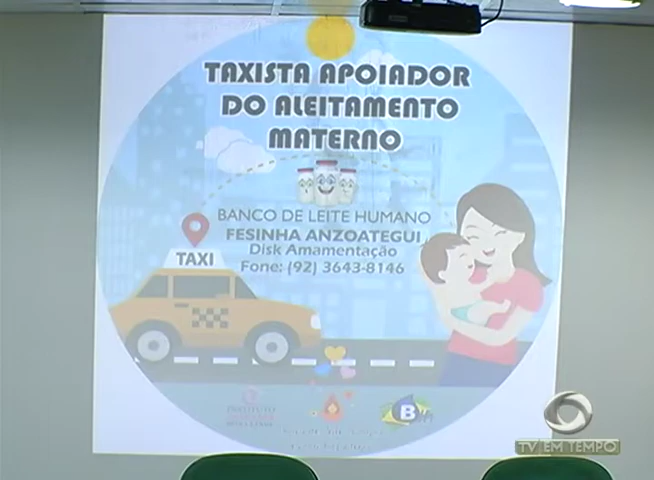 TAXISTA APOIADOR
DO ALEITAMENTO
MATERNO
BANCO DE LEITE HUMANO
FESINHA ANZOATEGUI
Disk Amamentação
Fone: (92) 3643-8146
TAXI
B
TV EM TEMPO